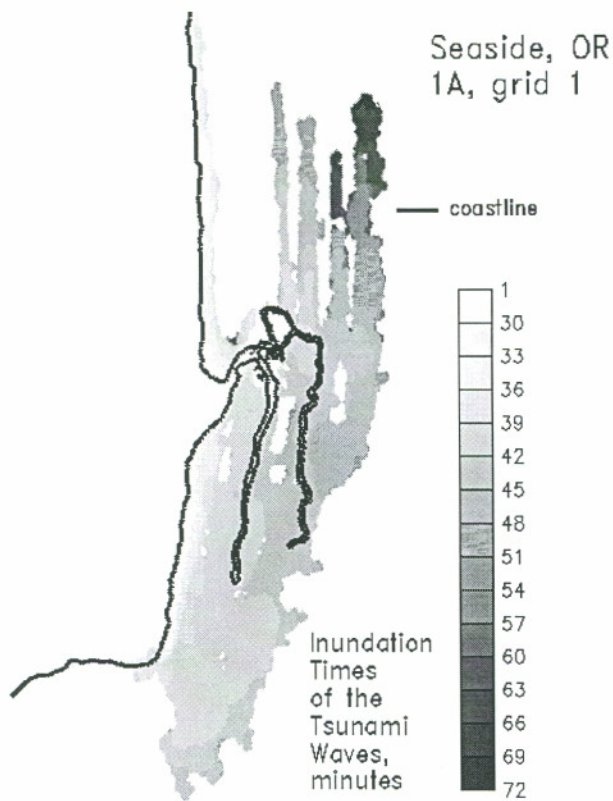 Seaside, OR
1A, grid 1
coastline
1
30
33
36
39
42
45
48
51
54
57
60
63
66
69
72
Inundation
Times
of the
Tsunami
Waves,
minutes